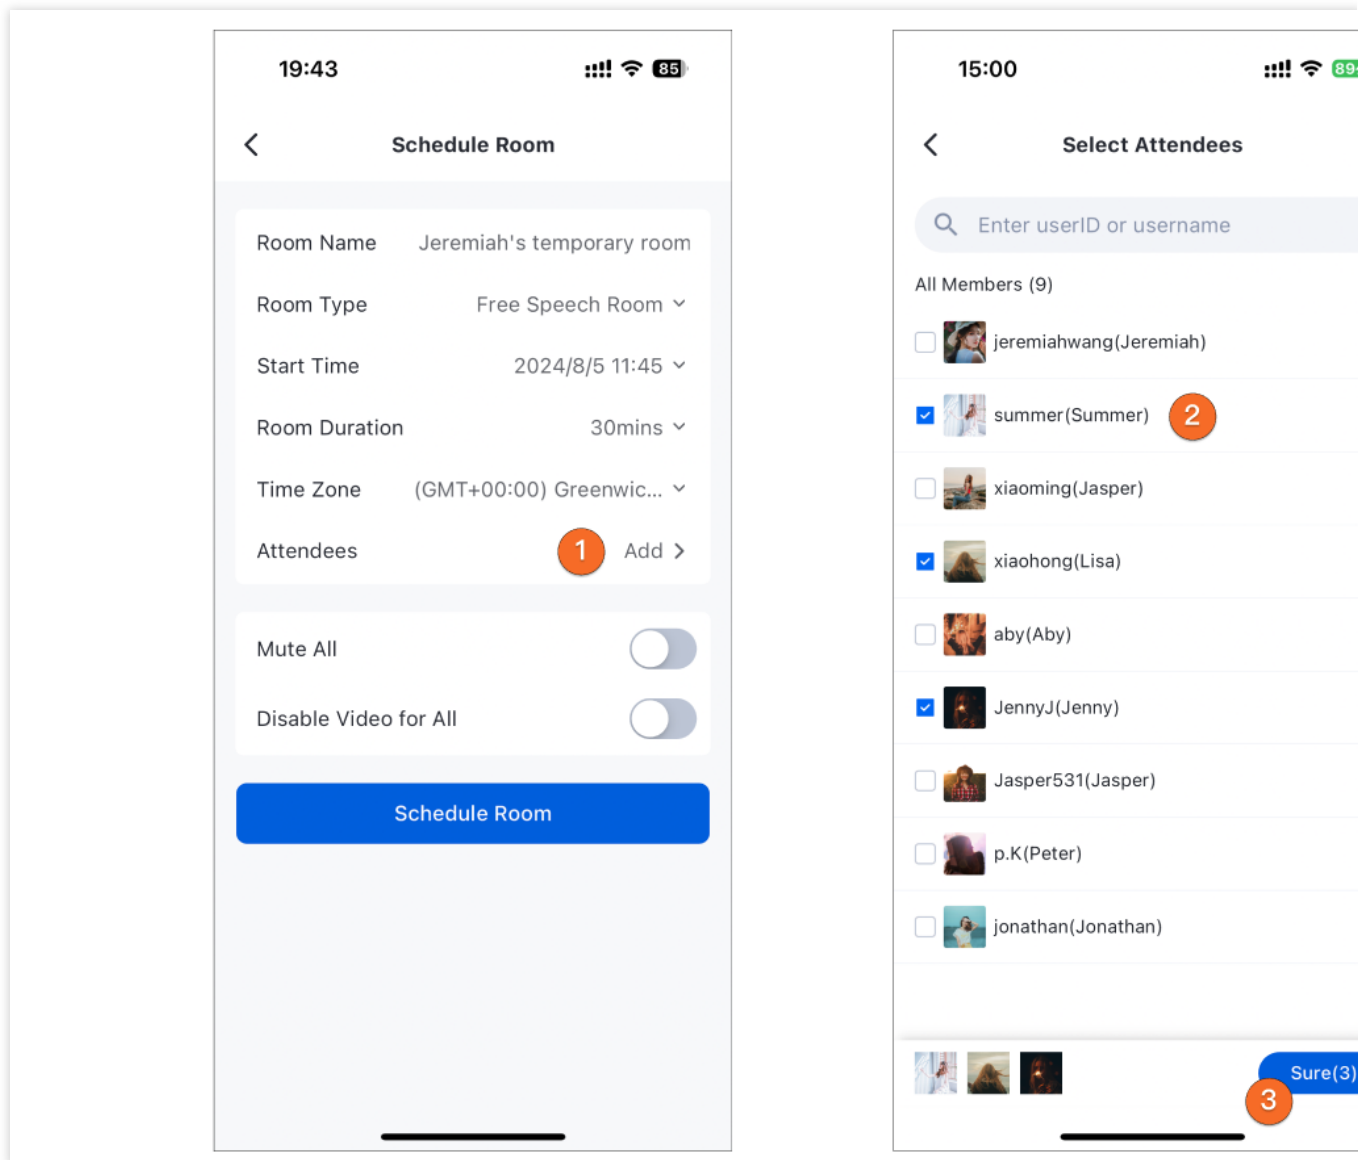 19:43
85
Schedule Room
Room Name Jeremiah's temporary room
Room Type Free Speech Room
Start Time 2024/8/5 11:45
Room Duration 30mins
Time Zone (GMT+00:00) Greenwic...
Attendees 1 Add
Mute All
Disable Video for All
Schedule Room
15:00
89
Select Attendees
Enter userID or username
All Members (9)
jeremiahwang(Jeremiah)
summer(Summer) 2
xiaoming(Jasper)
xiaohong(Lisa)
aby(Aby)
JennyJ(Jenny)
Jasper531(Jasper)
p.K(Peter)
jonathan(Jonathan)
Sure(3)
3